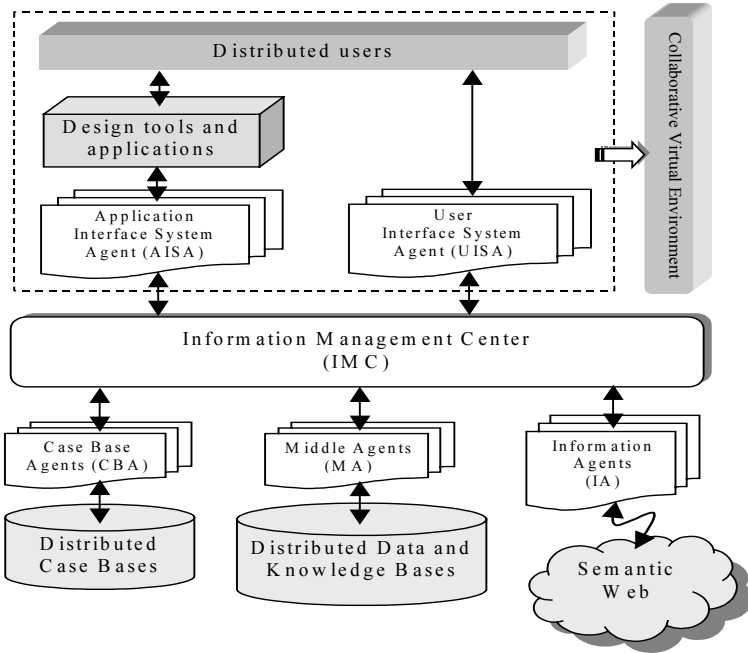 Distributed users
Collaborative Virtual Environment
Design tools and
applications
Application
Interface System
Agent (AISA)
User
Interface System
Agent (UISA)
Information Management Center
(IMC)
Case Base
Agents (CBA)
Middle Agents
(MA)
Information
Agents
(IA)
Distributed
Case Bases
Distributed Data and
Knowledge Bases
Semantic
Web